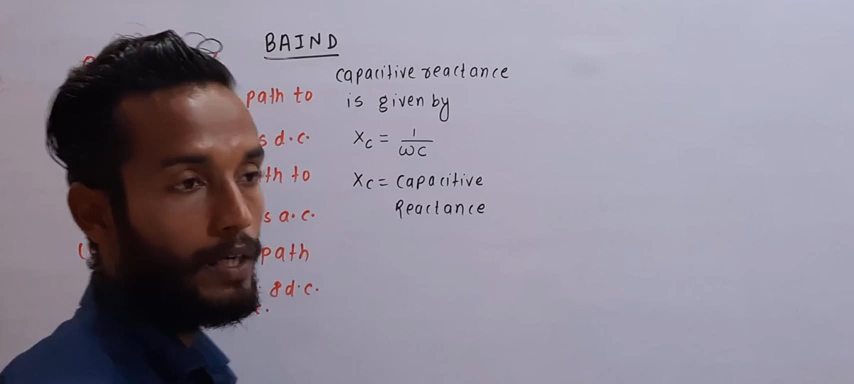 BAIND
path to
s d.c.
th to
s a.c.
path
& d.c.
capacitive reactance
is given by
Xc = 1/ωC
Xc = capacitive
Reactance